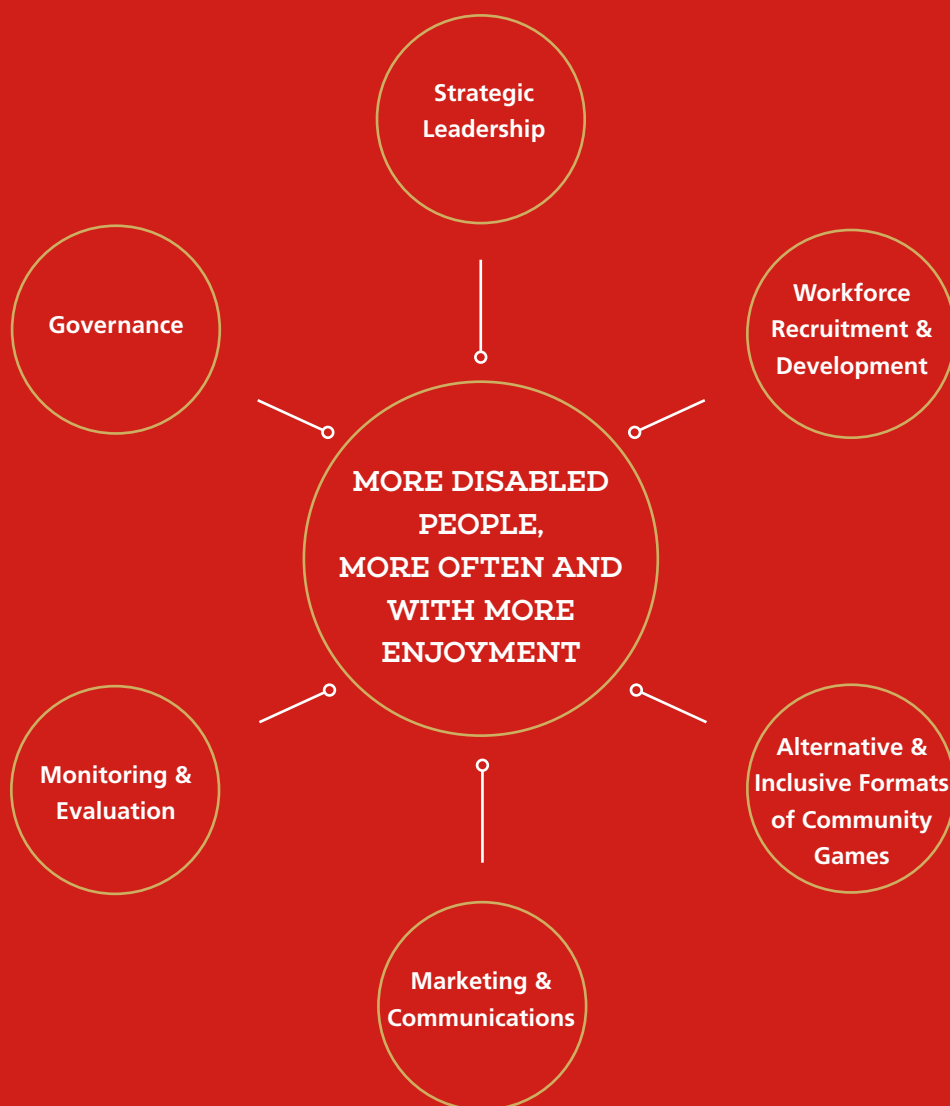 Strategic
Leadership
Governance
Workforce
Recruitment &
Development
MORE DISABLED
PEOPLE,
MORE OFTEN AND
WITH MORE
ENJOYMENT
Monitoring &
Evaluation
Alternative &
Inclusive Formats
of Community
Games
Marketing &
Communications